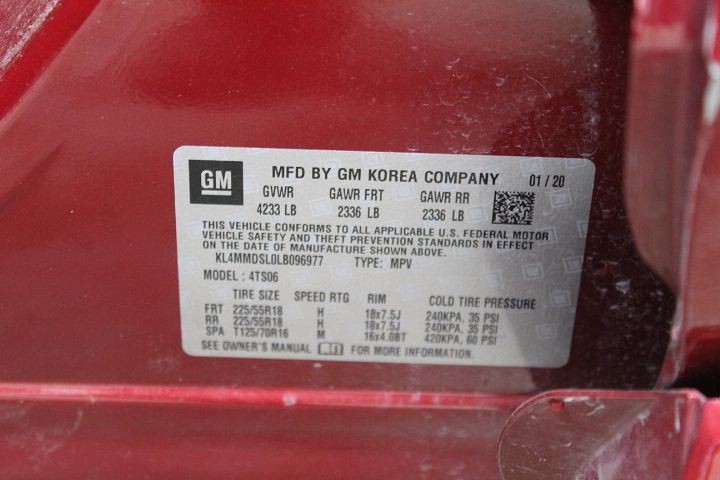 GM MFD BY GM KOREA COMPANY 01/20
GVWR GAWR FRT GAWR RR
4233 LB 2336 LB 2336 LB
THIS VEHICLE CONFORMS TO ALL APPLICABLE U.S. FEDERAL MOTOR
VEHICLE SAFETY AND THEFT PREVENTION STANDARDS IN EFFECT
ON THE DATE OF MANUFACTURE SHOWN ABOVE.
KL4MMDSL0LB096977 TYPE: MPV
MODEL : 4TS06
TIRE SIZE SPEED RTG RIM COLD TIRE PRESSURE
FRT 225/55R18 H 18x7.5J 240KPA, 35 PSI
RR 225/55R18 H 18x7.5J 240KPA, 35 PSI
SPA T125/70R16 M 16x4.0BT 420KPA, 60 PSI
SEE OWNER'S MANUAL FOR MORE INFORMATION.